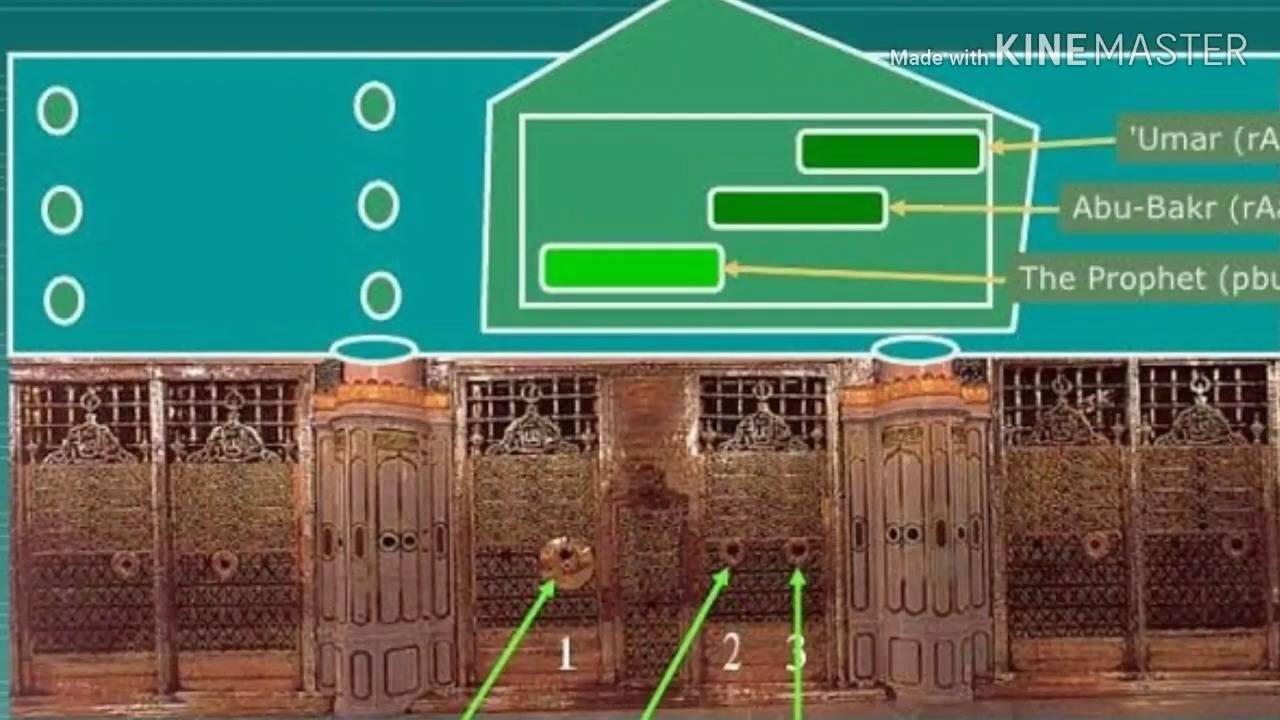 Made with KINEMASTER
'Umar (rA
Abu-Bakr (rA
The Prophet (pbu
1 2 3